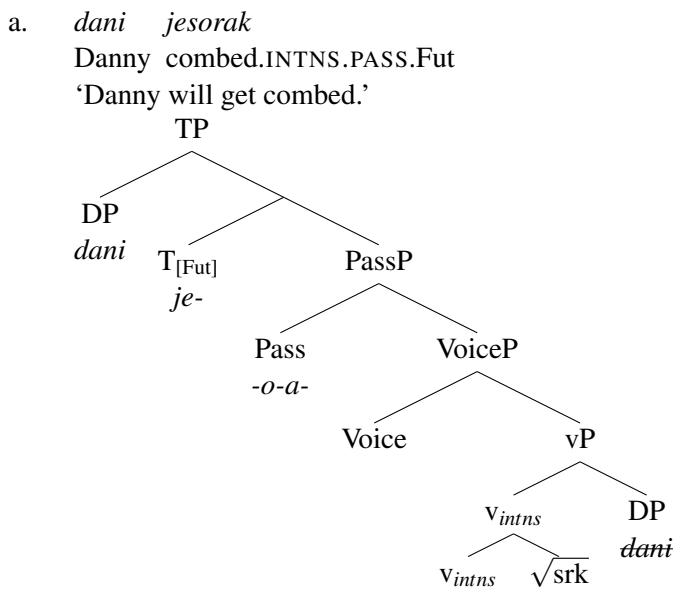 a. dani jesorak
Danny combed.INTNS.PASS.Fut
‘Danny will get combed.’
TP
DP
dani T[Fut] PassP
je-
Pass VoiceP
-o-a-
Voice vP
vintns DP
dani
vintns √srk